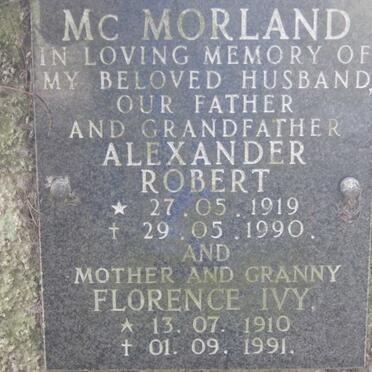 Mc MORLAND
IN LOVING MEMORY OF
MY BELOVED HUSBAND,
OUR FATHER
AND GRANDFATHER
ALEXANDER
ROBERT
★ 27.05.1919
† 29.05.1990.
AND
MOTHER AND GRANNY
FLORENCE IVY.
★ 13.07.1910
† 01.09.1991.